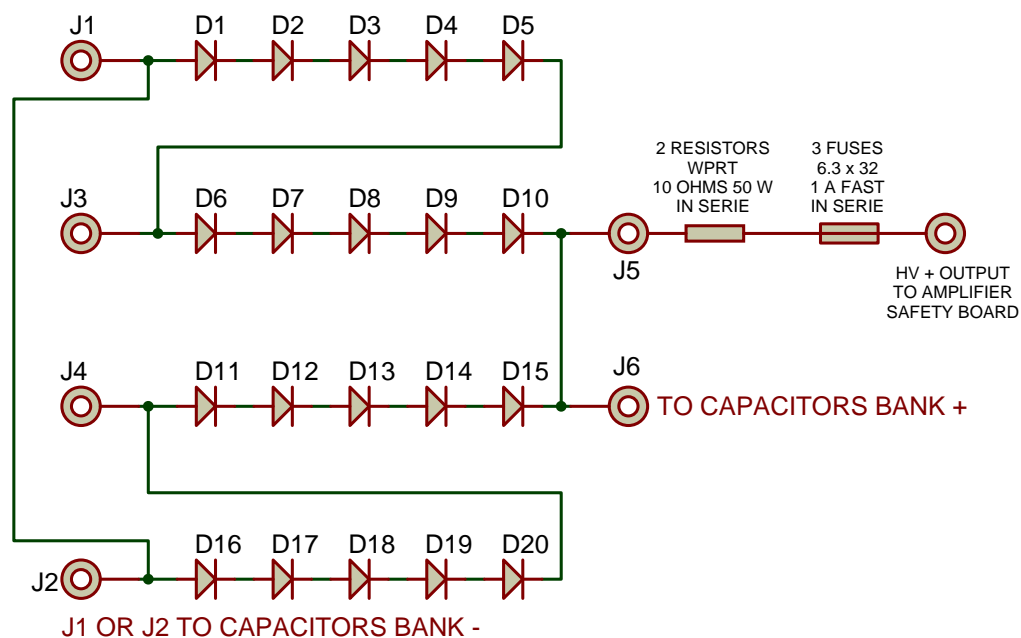 J1 D1 D2 D3 D4 D5
2 RESISTORS
WPRT
10 OHMS 50 W
IN SERIE
3 FUSES
6.3 x 32
1 A FAST
IN SERIE
J3 D6 D7 D8 D9 D10
J5
HV + OUTPUT
TO AMPLIFIER
SAFETY BOARD
J4 D11 D12 D13 D14 D15 J6
TO CAPACITORS BANK +
D16 D17 D18 D19 D20
J2
J1 OR J2 TO CAPACITORS BANK -